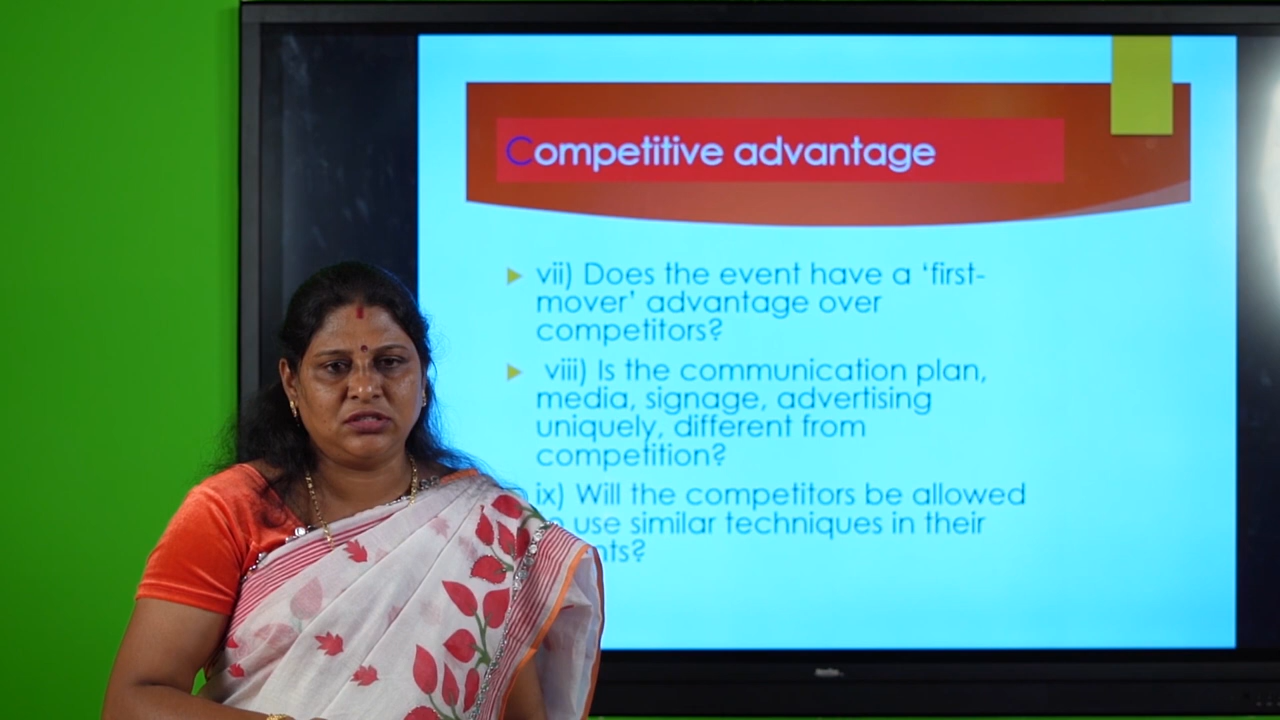 Competitive advantage
vii) Does the event have a ‘first-
mover’ advantage over
competitors?
viii) Is the communication plan,
media, signage, advertising
uniquely, different from
competition?
ix) Will the competitors be allowed
use similar techniques in their